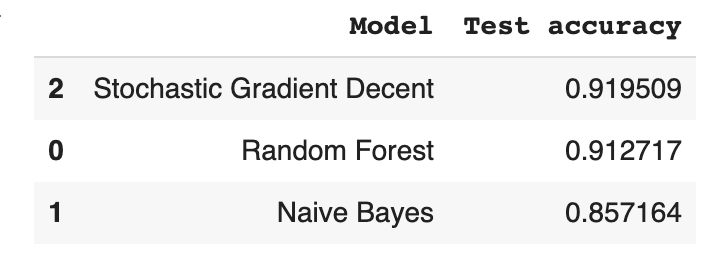 Model Test accuracy
2 Stochastic Gradient Decent 0.919509
0 Random Forest 0.912717
1 Naive Bayes 0.857164